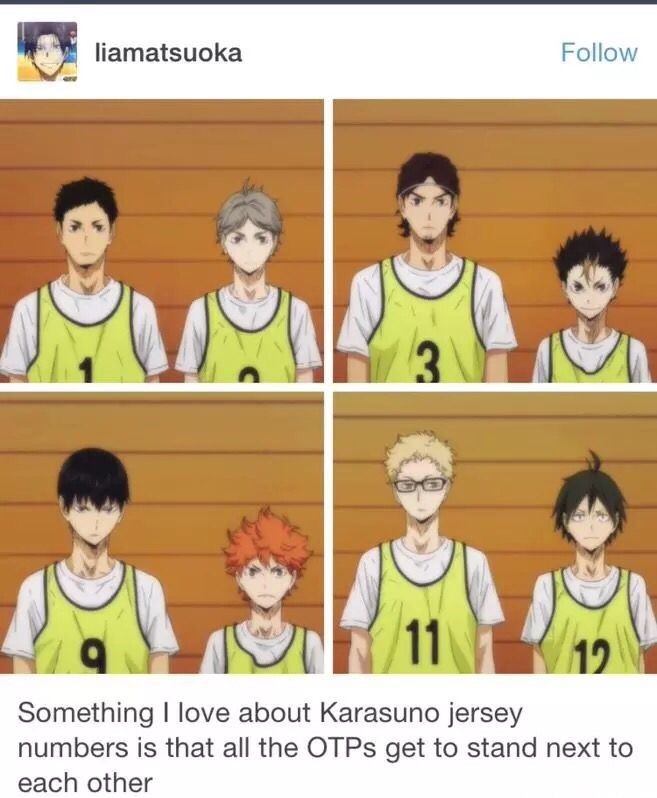 liamatsuoka
Follow
1
3
9
11
12
Something I love about Karasuno jersey
numbers is that all the OTPs get to stand next to
each other